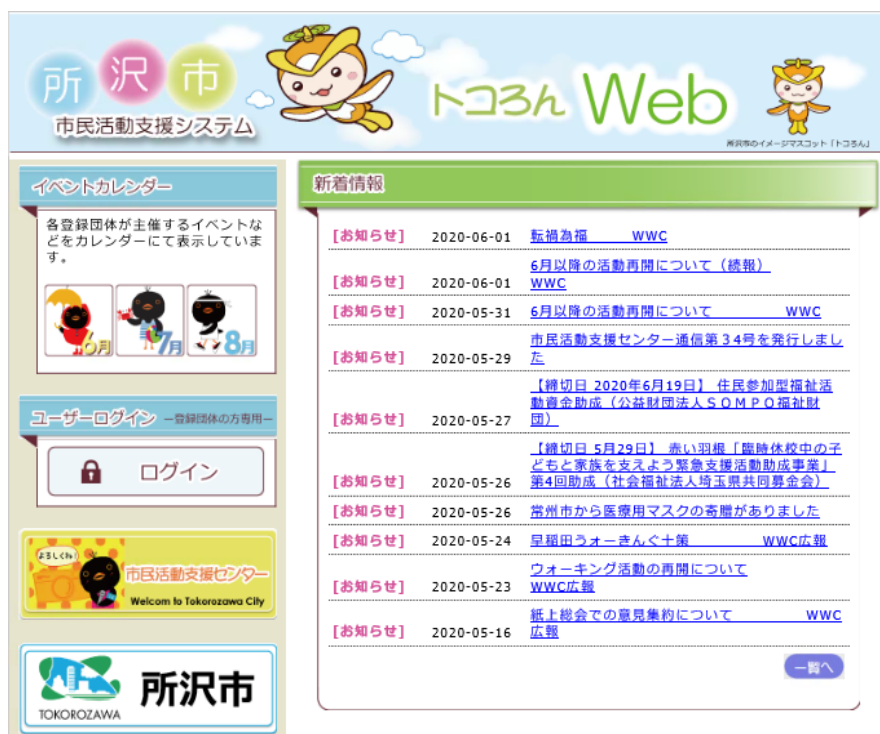 所沢市
市民活動支援システム
トコろん Web
所沢市のイメージマスコット「トコろん」
イベントカレンダー
各登録団体が主催するイベントな
どをカレンダーにて表示していま
す。
6月 7月 8月
ユーザーログイン －登録団体の方専用－
ログイン
よろしくね
市民活動支援センター
Welcom to Tokorozawa City
所沢市
TOKOROZAWA
新着情報
[お知らせ] 2020-06-01 転禍為福 WWC
6月以降の活動再開について（続報）
[お知らせ] 2020-06-01 WWC
[お知らせ] 2020-05-31 6月以降の活動再開について WWC
市民活動支援センター通信第３４号を発行しまし
[お知らせ] 2020-05-29 た
【締切日 2020年6月19日】 住民参加型福祉活
動資金助成（公益財団法人ＳＯＭＰＯ福祉財
[お知らせ] 2020-05-27 団）
【締切日 5月29日】 赤い羽根「臨時休校中の子
どもと家族を支えよう緊急支援活動助成事業」
[お知らせ] 2020-05-26 第4回助成（社会福祉法人埼玉県共同募金会）
[お知らせ] 2020-05-26 常州市から医療用マスクの寄贈がありました
[お知らせ] 2020-05-24 早稲田うォーきんぐ十策 WWC広報
ウォーキング活動の再開について
[お知らせ] 2020-05-23 WWC広報
紙上総会での意見集約について WWC
[お知らせ] 2020-05-16 広報
一覧へ